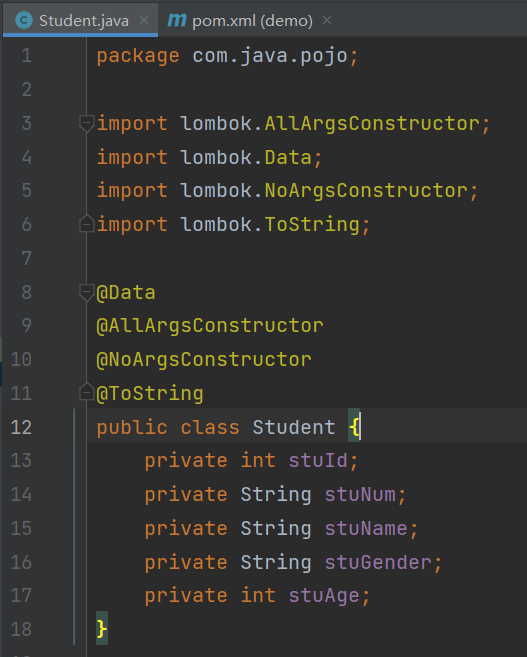 Student.java pom.xml (demo)
1 package com.java.pojo;
2
3 import lombok.AllArgsConstructor;
4 import lombok.Data;
5 import lombok.NoArgsConstructor;
6 import lombok.ToString;
7
8 @Data
9 @AllArgsConstructor
10 @NoArgsConstructor
11 @ToString
12 public class Student {
13     private int stuId;
14     private String stuNum;
15     private String stuName;
16     private String stuGender;
17     private int stuAge;
18 }